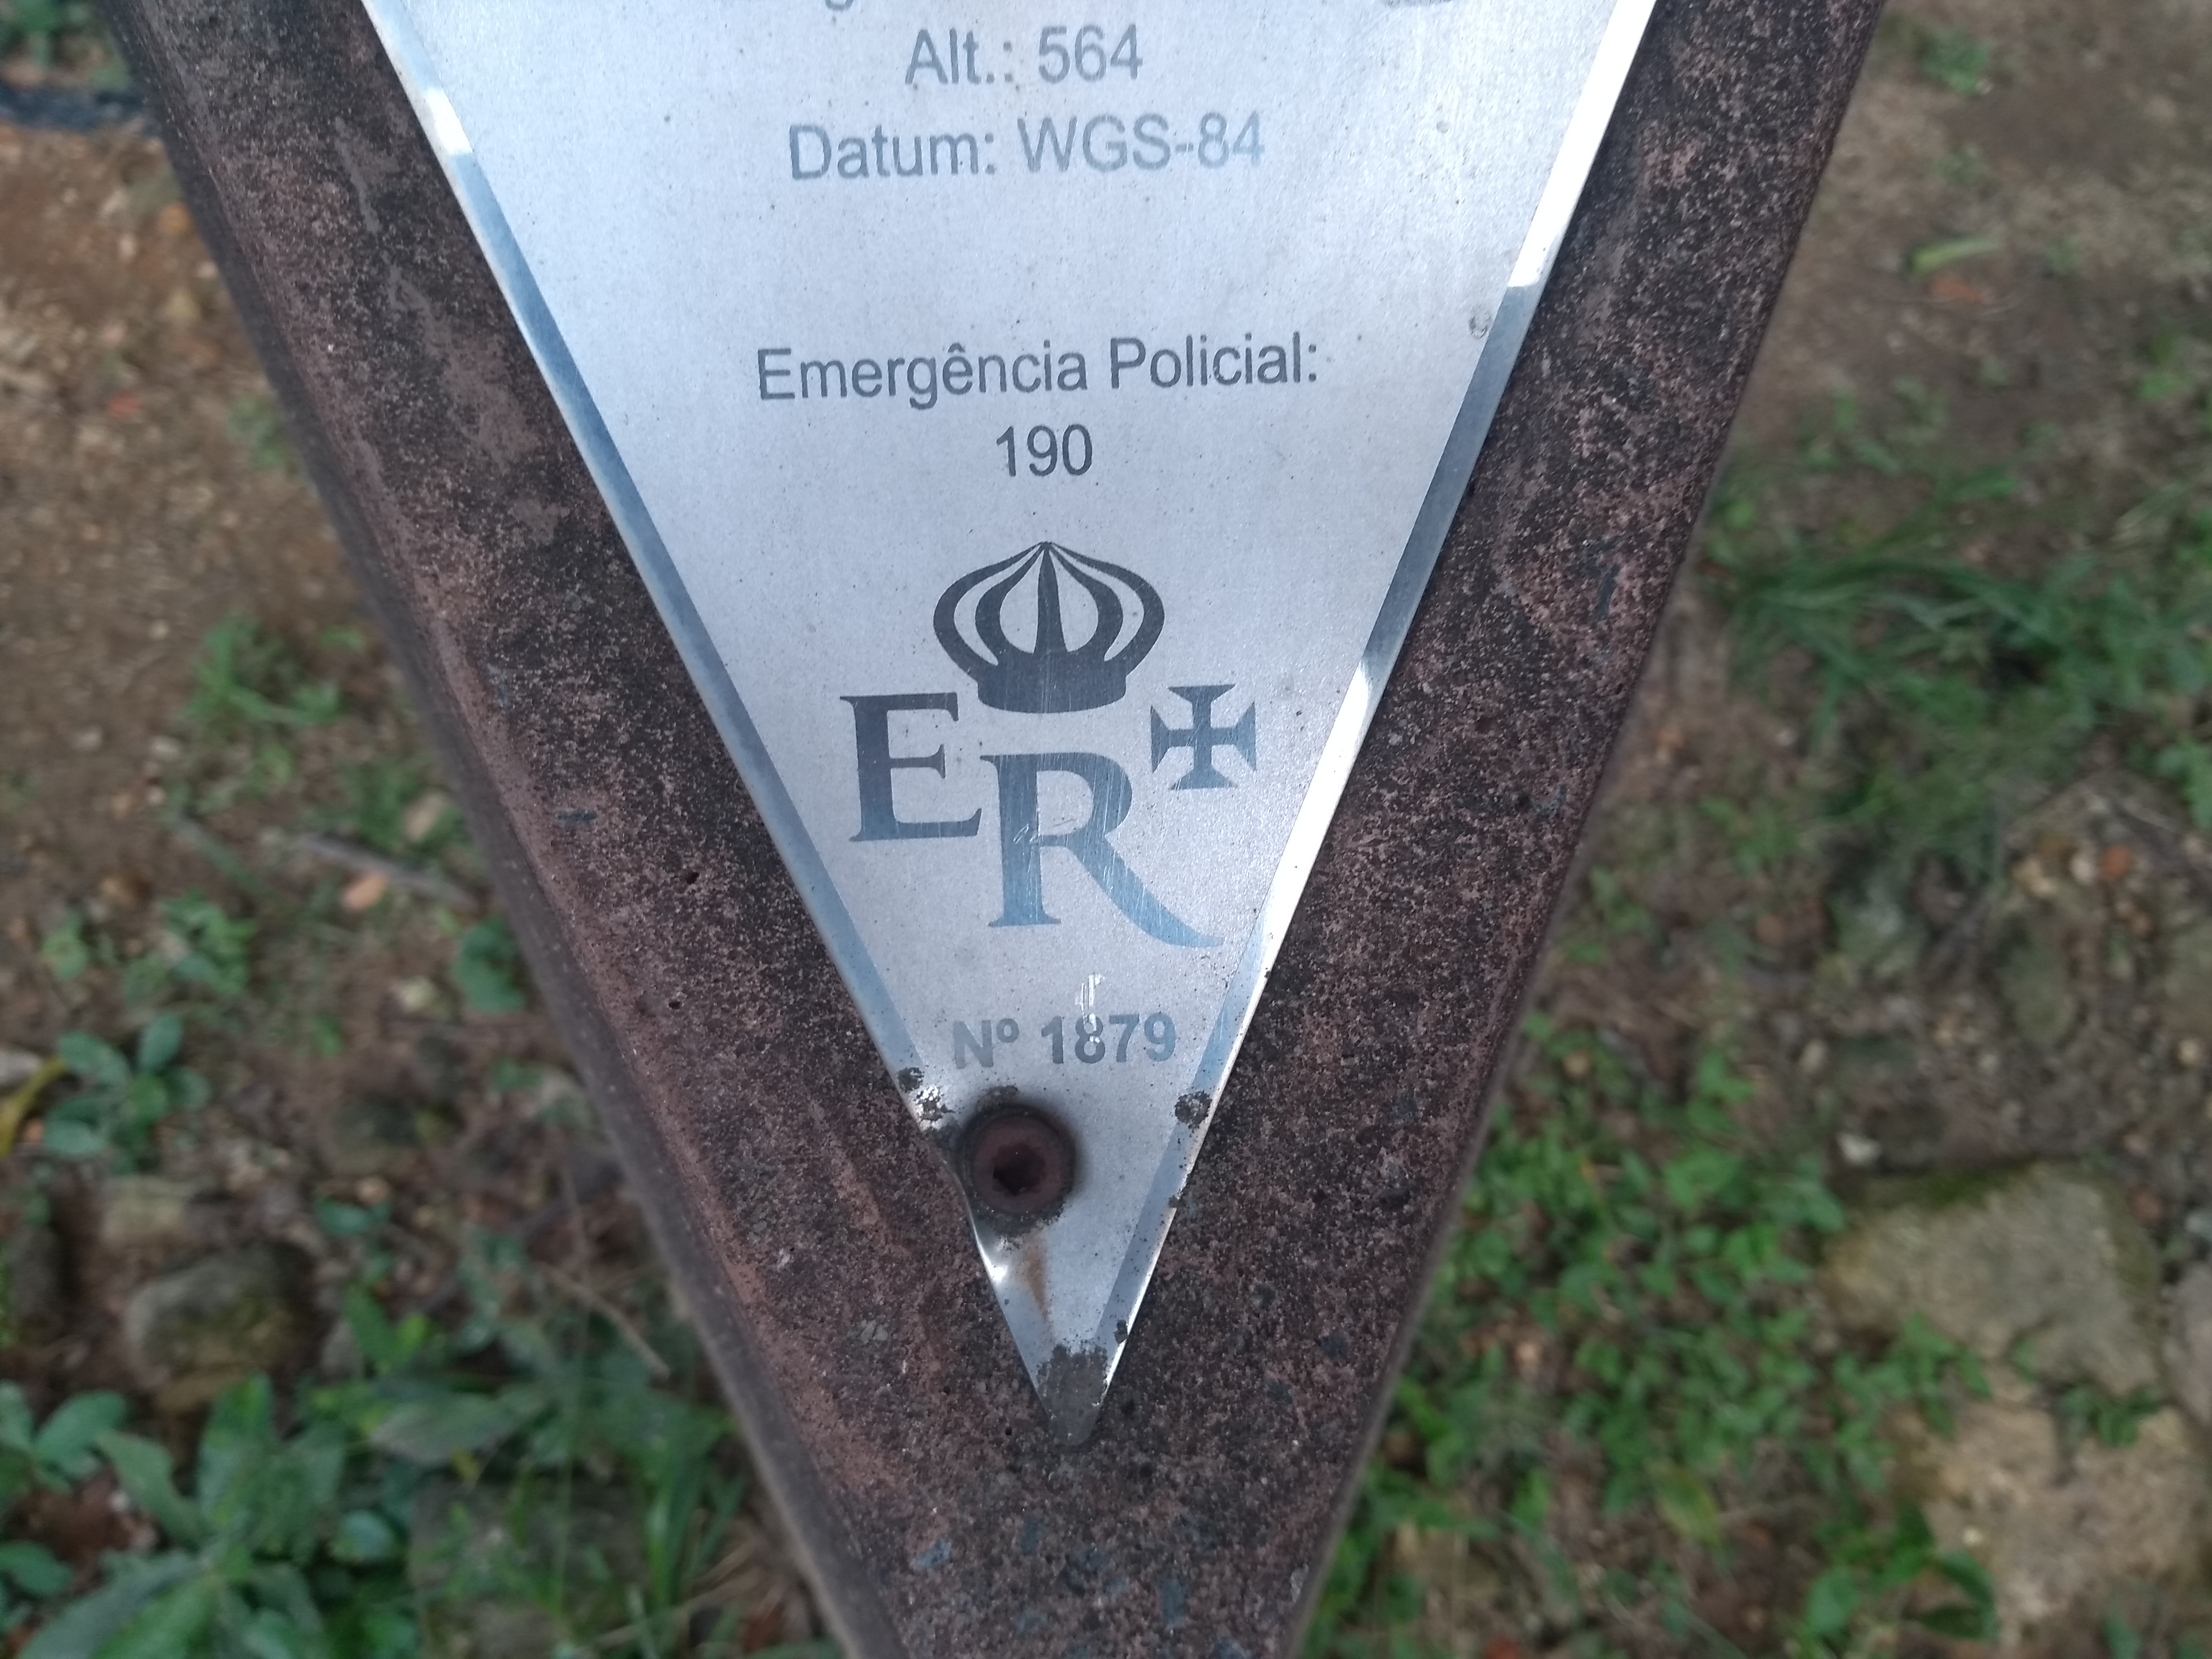 Alt.: 564
Datum: WGS-84
Emergência Policial:
190
ER
Nº 1879